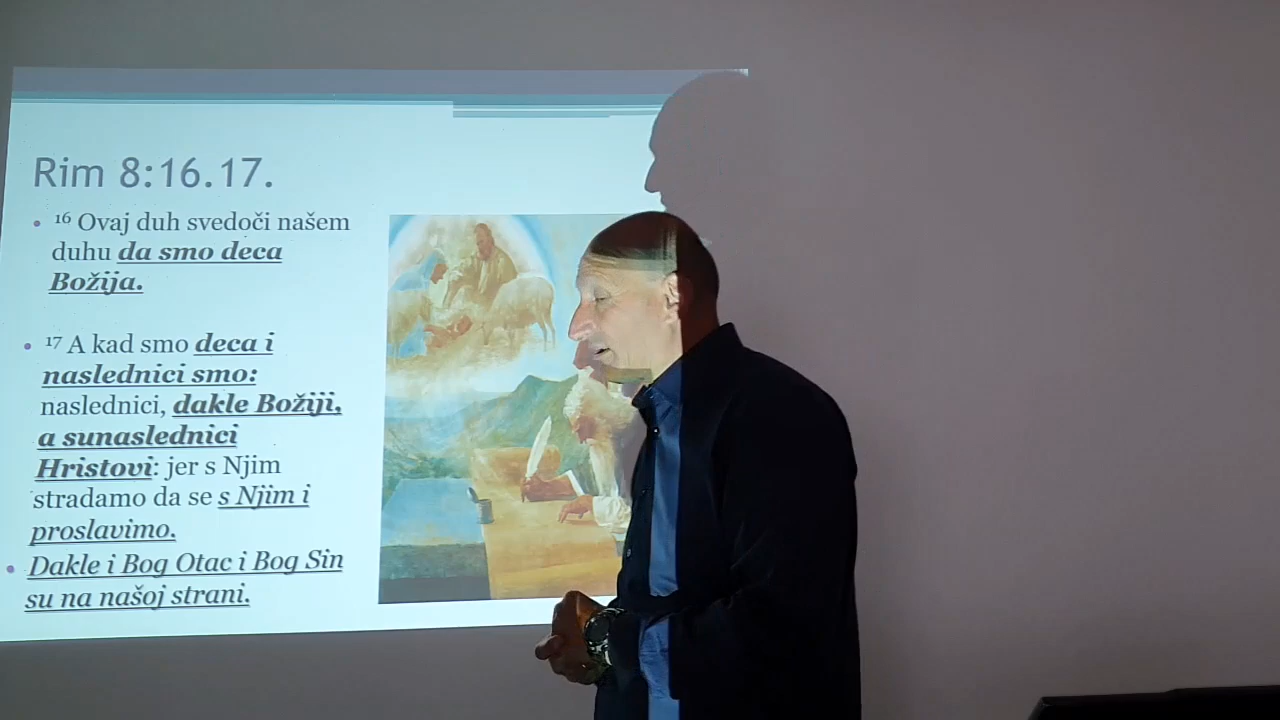 Rim 8:16.17.
• ¹⁶ Ovaj duh svedoči našem
duhu da smo deca
Božija.
• ¹⁷ A kad smo deca i
naslednici smo:
naslednici, dakle Božiji,
a sunaslednici
Hristovi: jer s Njim
stradamo da se s Njim i
proslavimo.
• Dakle i Bog Otac i Bog Sin
su na našoj strani.